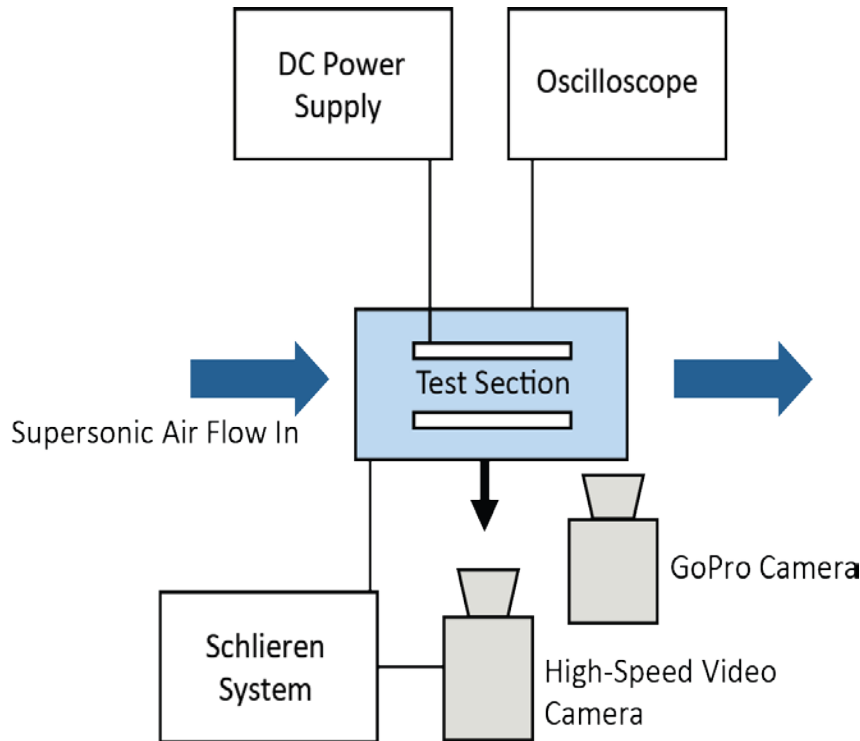 DC Power
Supply
Oscilloscope
Test Section
Supersonic Air Flow In
GoPro Camera
Schlieren
System
High-Speed Video
Camera